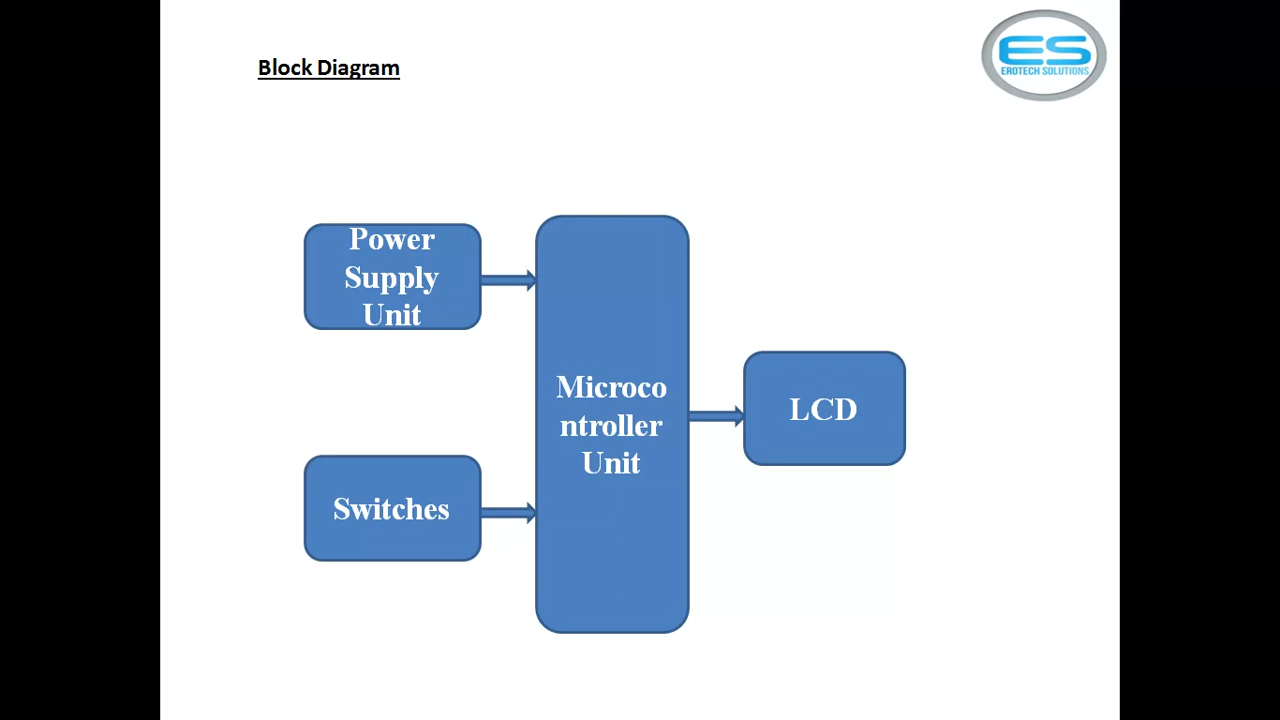 Block Diagram
ES
EROTECH SOLUTIONS
Power
Supply
Unit
Microco
ntroller
Unit
LCD
Switches